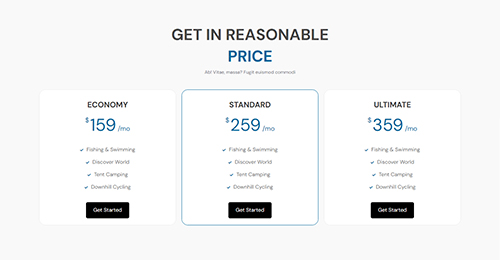 GET IN REASONABLE
PRICE
Ab! Vitae, massa? Fugit euismod commodi
ECONOMY
$159 /mo
Fishing & Swimming
Discover World
Tent Camping
Downhill Cycling
Get Started
STANDARD
$259 /mo
Fishing & Swimming
Discover World
Tent Camping
Downhill Cycling
Get Started
ULTIMATE
$359 /mo
Fishing & Swimming
Discover World
Tent Camping
Downhill Cycling
Get Started